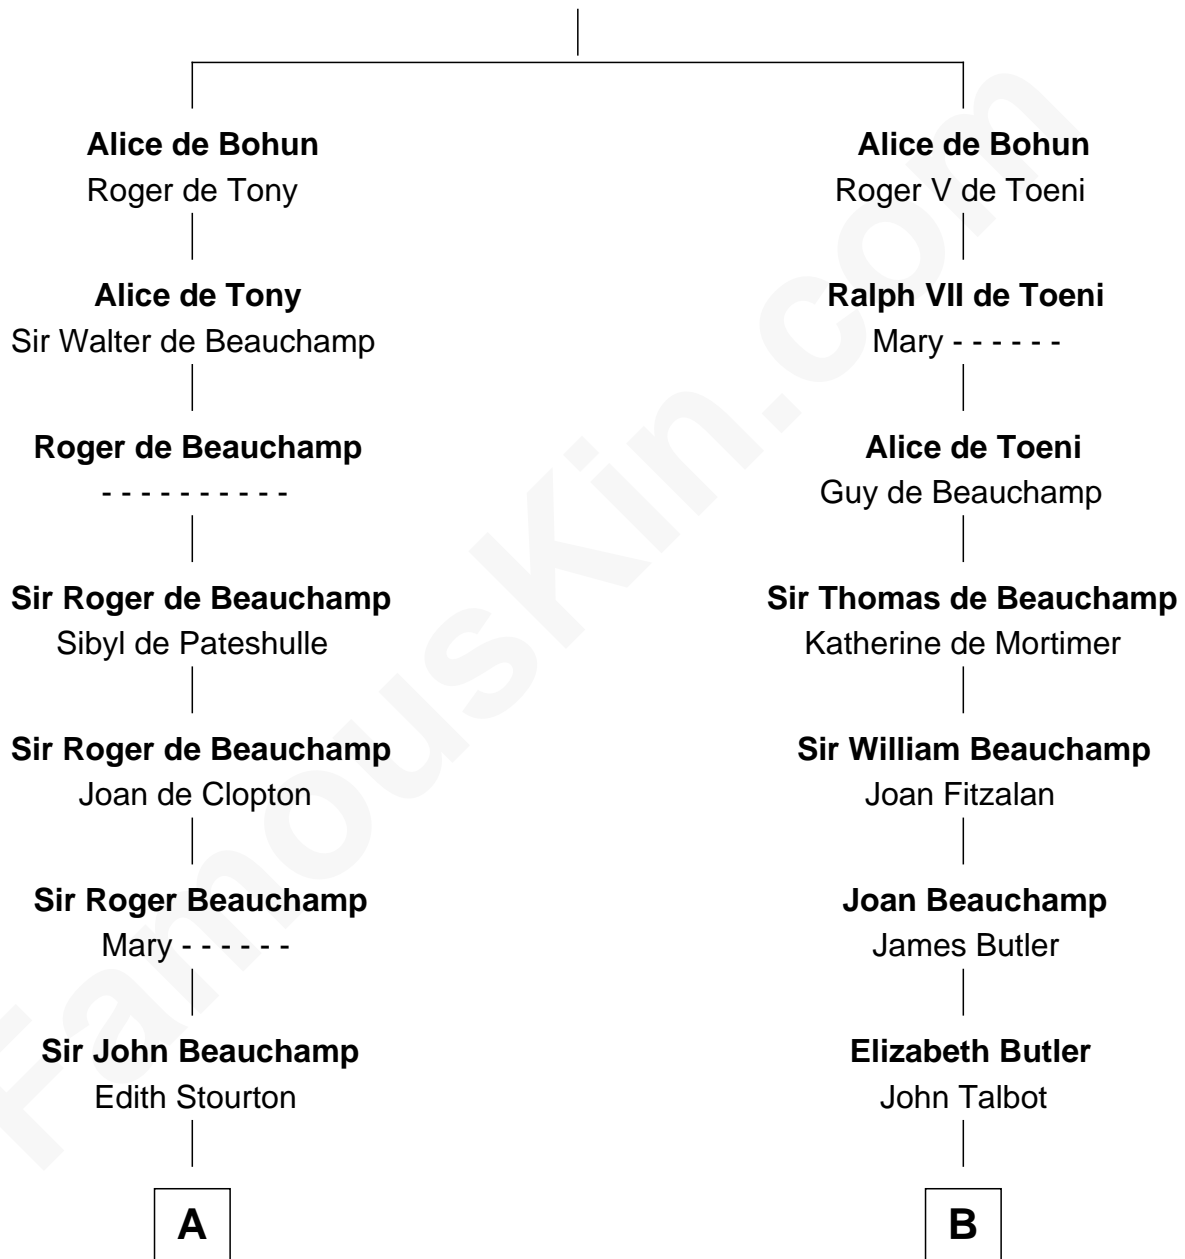 Alice de Bohun
Roger de Tony
Alice de Tony
Sir Walter de Beauchamp
Roger de Beauchamp
- - - - - - - - - -
Sir Roger de Beauchamp
Sibyl de Pateshulle
Sir Roger de Beauchamp
Joan de Clopton
Sir Roger Beauchamp
Mary - - - - - -
Sir John Beauchamp
Edith Stourton
A
Alice de Bohun
Roger V de Toeni
Ralph VII de Toeni
Mary - - - - - -
Alice de Toeni
Guy de Beauchamp
Sir Thomas de Beauchamp
Katherine de Mortimer
Sir William Beauchamp
Joan Fitzalan
Joan Beauchamp
James Butler
Elizabeth Butler
John Talbot
B
FamousKin.com